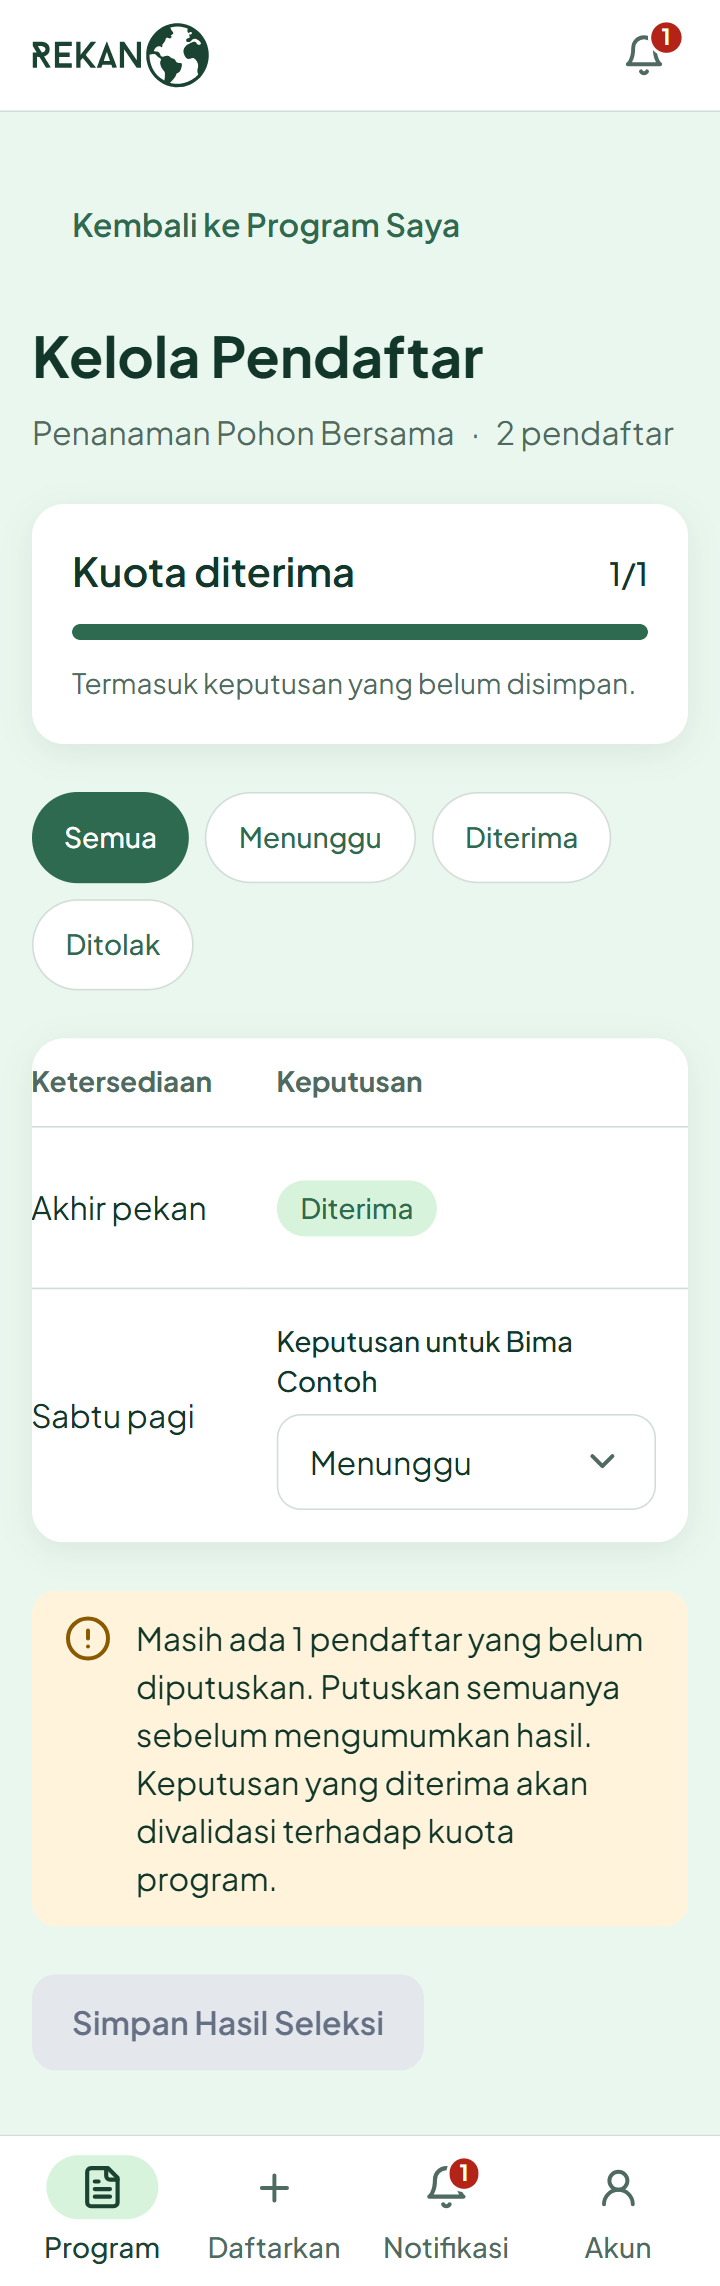 REKAN
1
Kembali ke Program Saya
Kelola Pendaftar
Penanaman Pohon Bersama · 2 pendaftar
Kuota diterima 1/1
Termasuk keputusan yang belum disimpan.
Semua Menunggu Diterima
Ditolak
Ketersediaan Keputusan
Akhir pekan Diterima
Keputusan untuk Bima
Contoh
Sabtu pagi
Menunggu
Masih ada 1 pendaftar yang belum
diputuskan. Putuskan semuanya
sebelum mengumumkan hasil.
Keputusan yang diterima akan
divalidasi terhadap kuota
program.
Simpan Hasil Seleksi
1
Program Daftarkan Notifikasi Akun